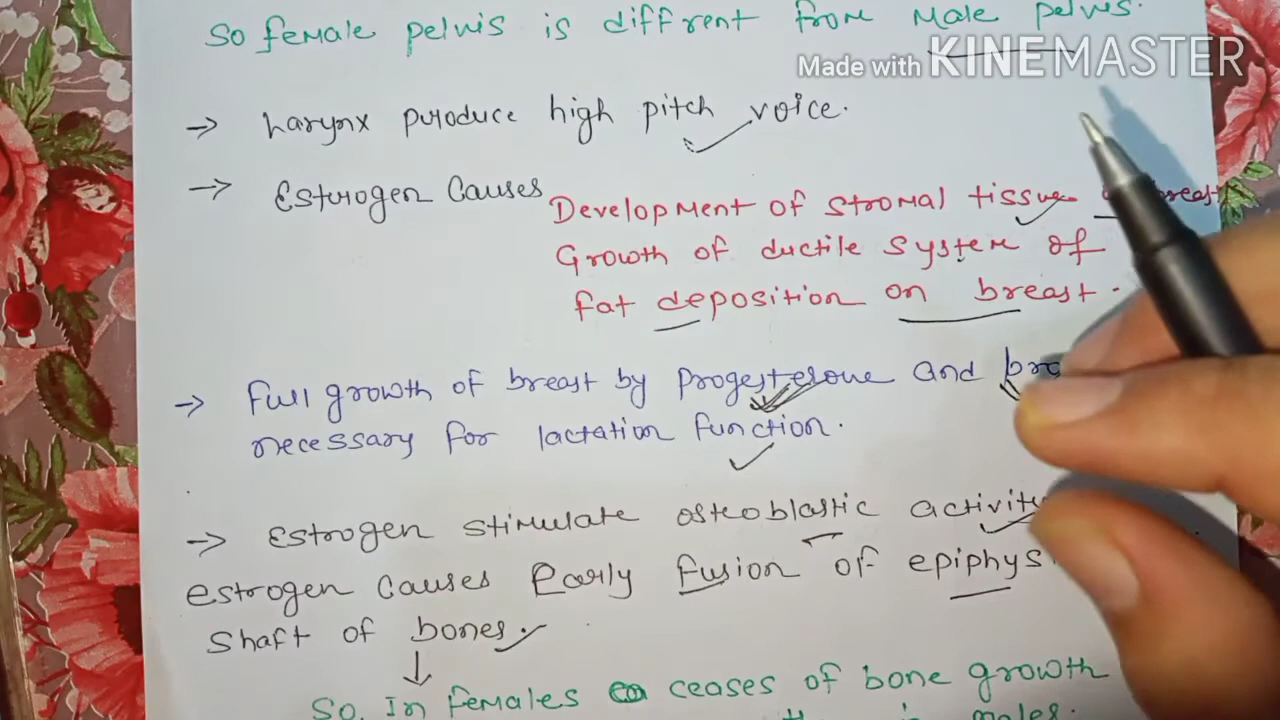 So female pelvis is diffrent from Male pelvis.
Made with KINEMASTER
→ Larynx produce high pitch voice.
→ Estrogen Causes
Development of stromal tissue breast
Growth of ductile system of
fat deposition on breast.
→ Full growth of breast by progesterone and
necessary for lactation function.
→ Estrogen stimulate osteoblastic activity
estrogen causes Early fusion of
shaft of bones.
↓
So. In females ceases of bone growth
males.